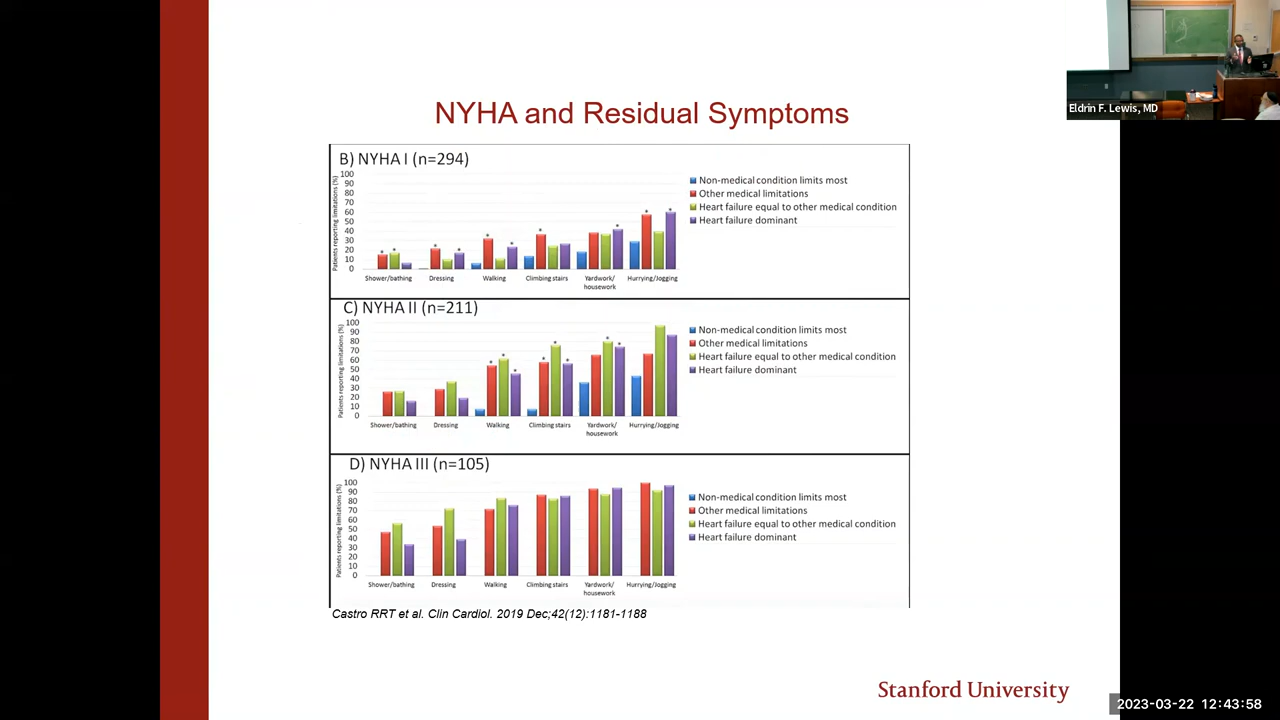 NYHA and Residual Symptoms
B) NYHA I (n=294)
Patients reporting limitations (%)
100
90
80
70
60
50
40
30
20
10
0
Shower/bathing
Dressing
Walking
Climbing stairs
Yardwork/
housework
Hurrying/Jogging
Non-medical condition limits most
Other medical limitations
Heart failure equal to other medical condition
Heart failure dominant
C) NYHA II (n=211)
Patients reporting limitations (%)
100
90
80
70
60
50
40
30
20
10
0
Shower/bathing
Dressing
Walking
Climbing stairs
Yardwork/
housework
Hurrying/Jogging
Non-medical condition limits most
Other medical limitations
Heart failure equal to other medical condition
Heart failure dominant
D) NYHA III (n=105)
Patients reporting limitations (%)
100
90
80
70
60
50
40
30
20
10
0
Shower/bathing
Dressing
Walking
Climbing stairs
Yardwork/
housework
Hurrying/Jogging
Non-medical condition limits most
Other medical limitations
Heart failure equal to other medical condition
Heart failure dominant
Castro RRT et al. Clin Cardiol. 2019 Dec;42(12):1181-1188
Stanford University
Eldrin F. Lewis, MD
2023-03-22 12:43:58